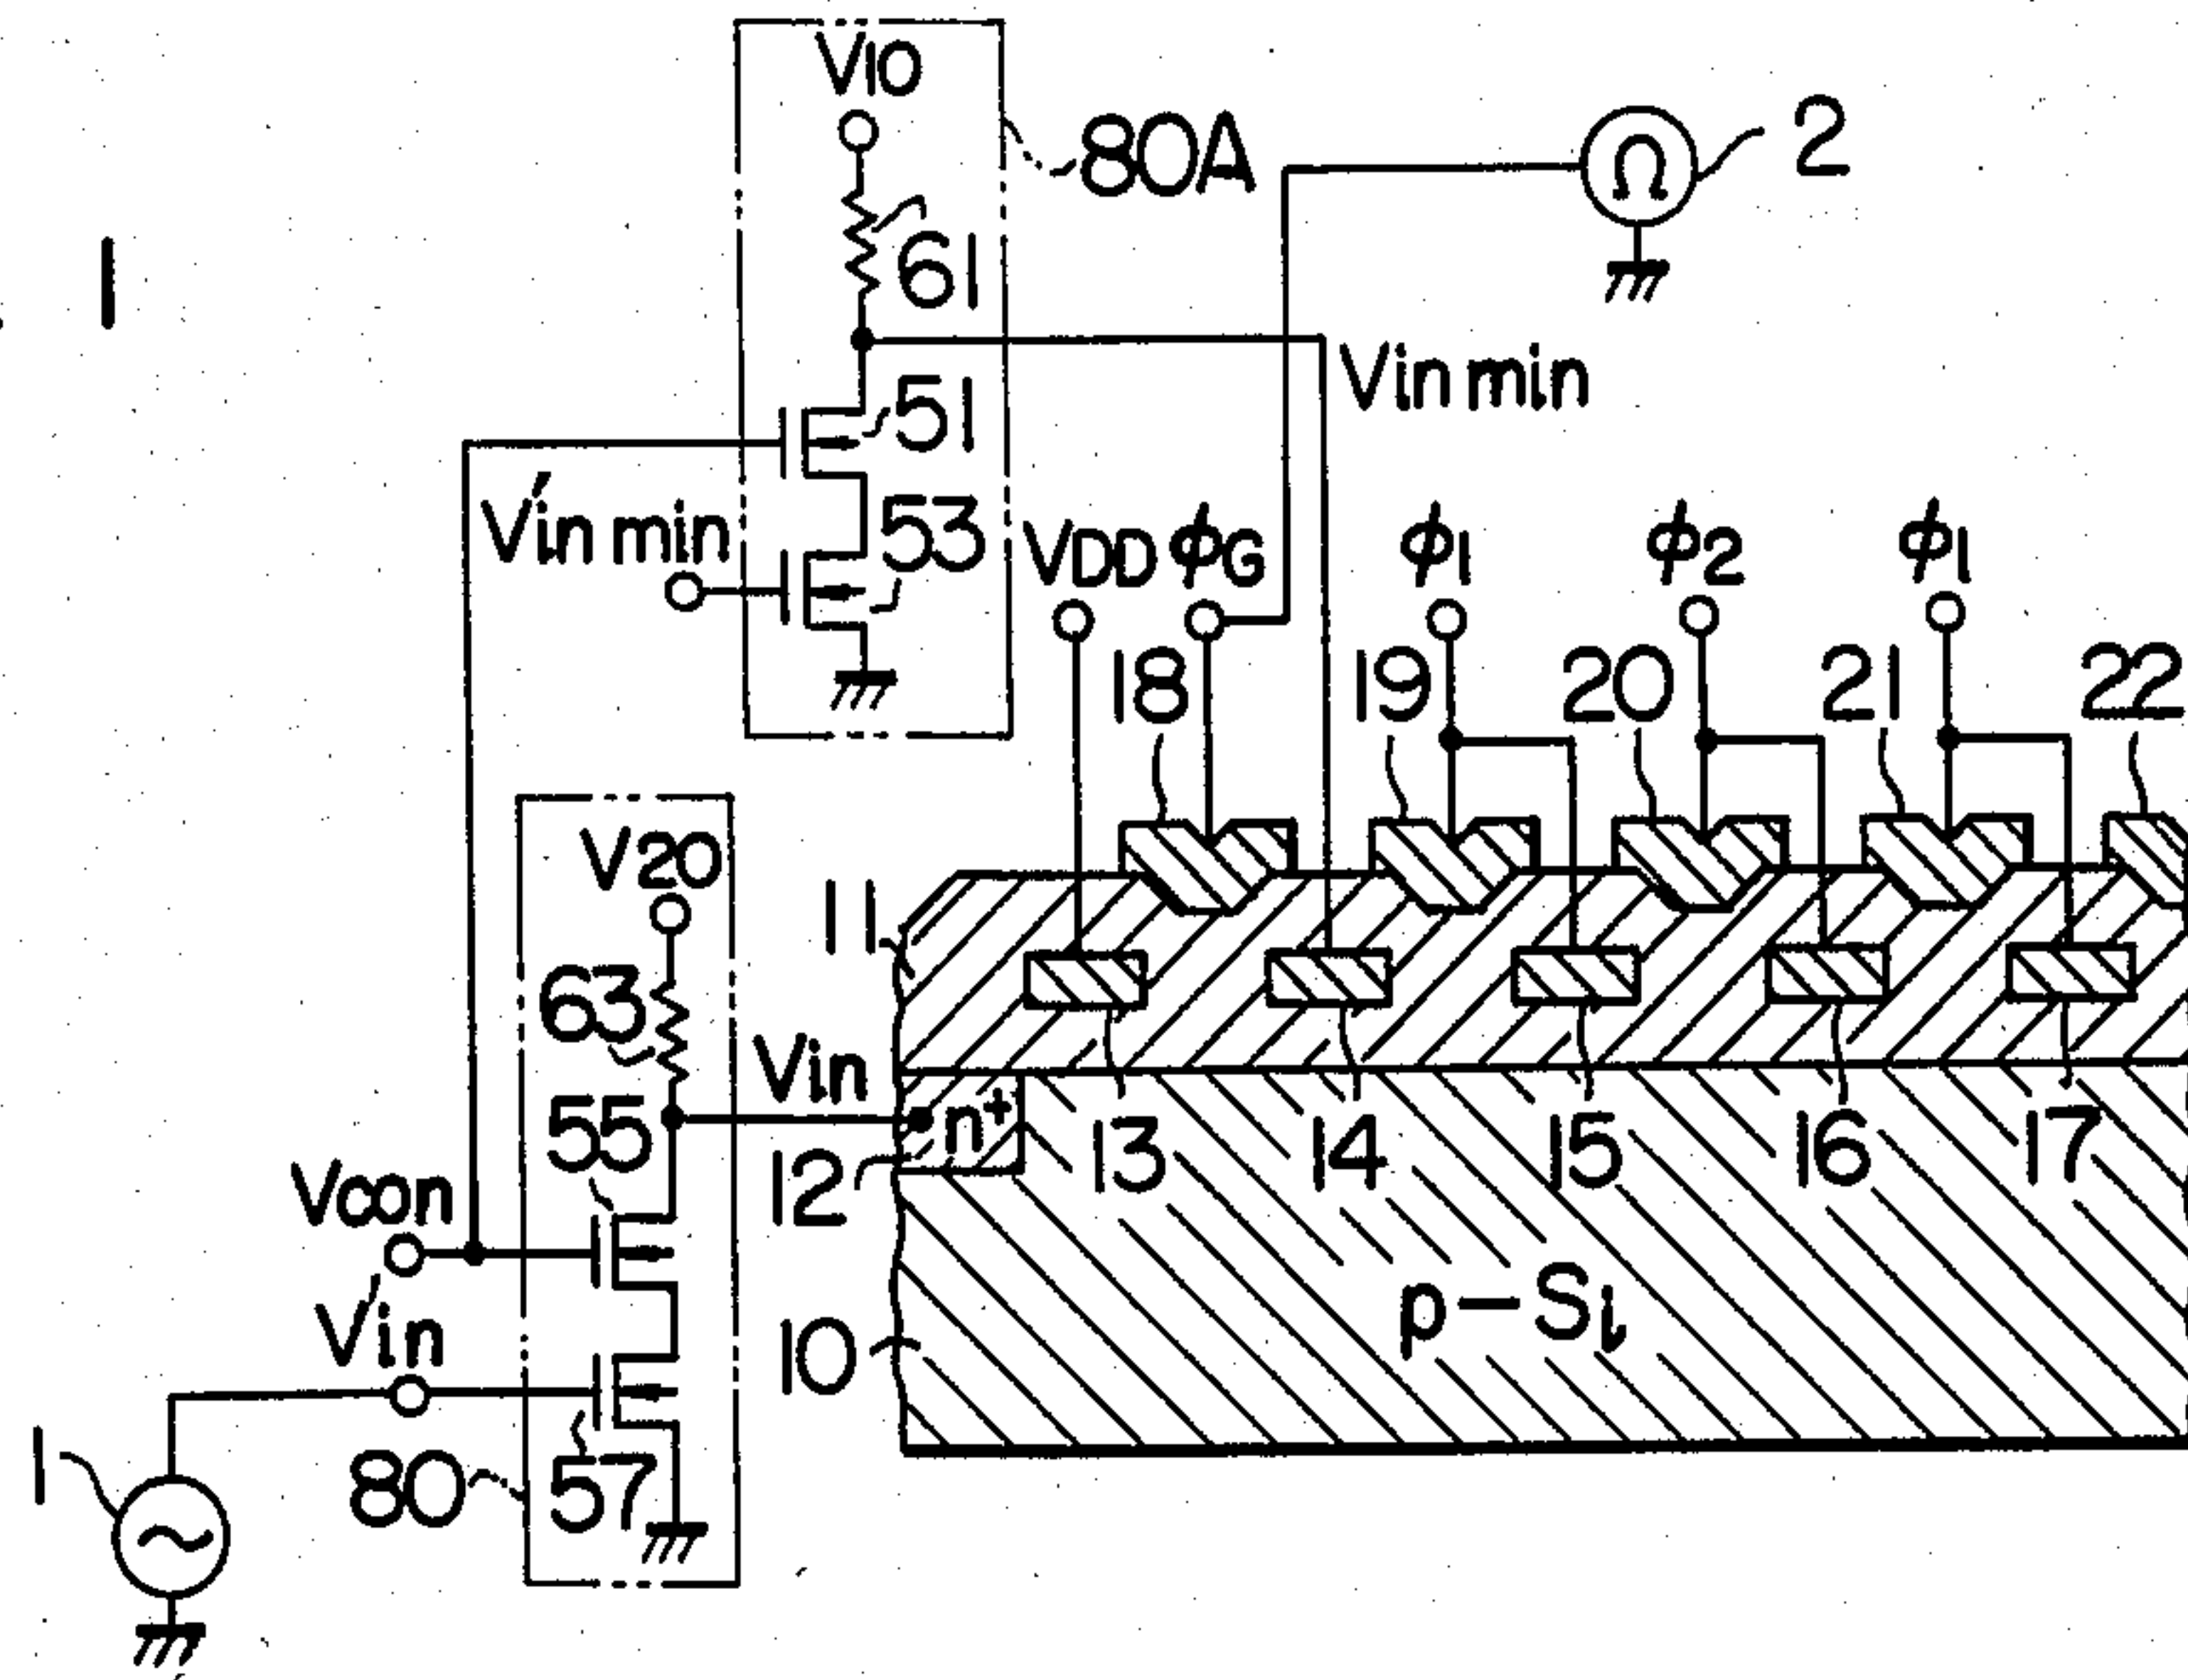 V10
80A
2
61
1
Vin min
51
V'in min
53
VDD
φG
φ1
φ2
φ1
18
19
20
21
22
V20
11
63
Vin
55
n+
12
13
14
15
16
17
Vcon
V'in
p-Si
10
1
80
57